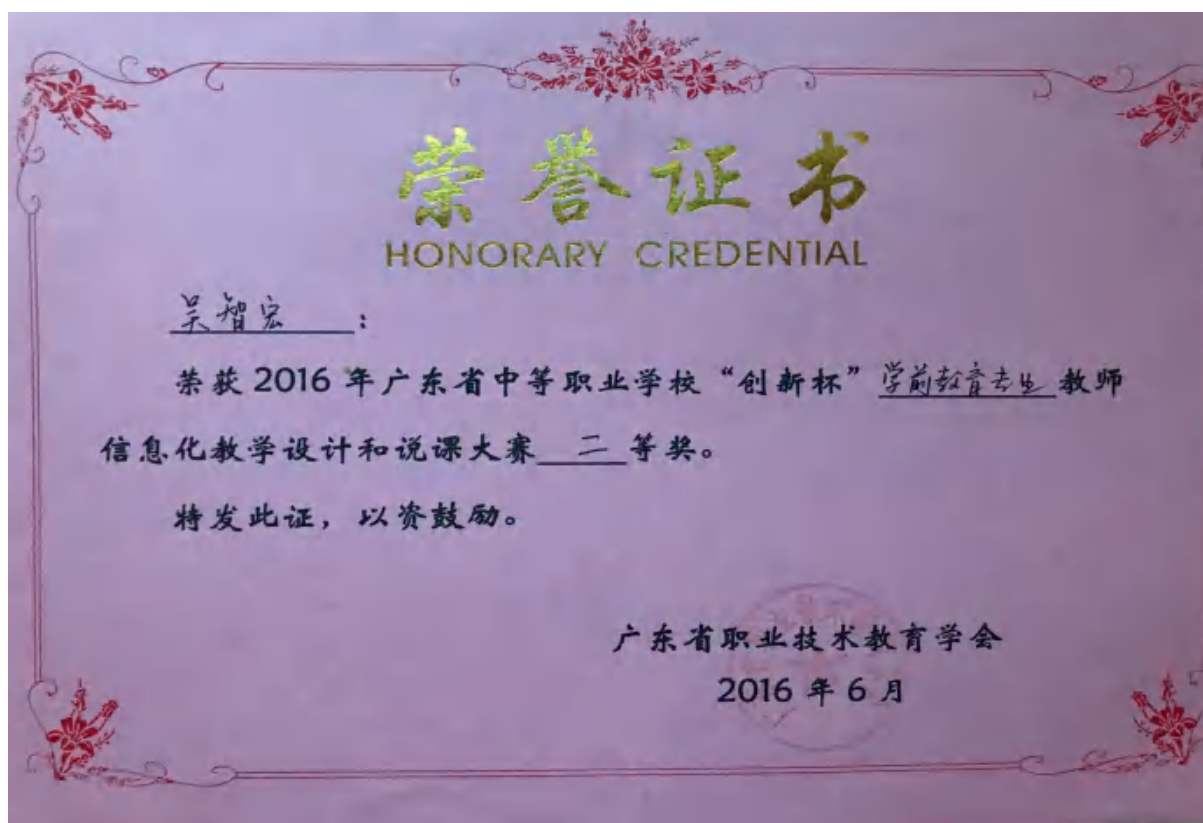 荣誉证书
HONORARY CREDENTIAL
吴智宏：
荣获2016年广东省中等职业学校“创新杯”学前教育专业教师
信息化教学设计和说课大赛二等奖。
特发此证，以资鼓励。
广东省职业技术教育学会
2016年6月